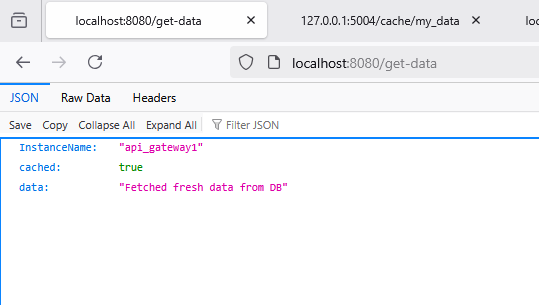 localhost:8080/get-data
127.0.0.1:5004/cache/my_data
loc
localhost:8080/get-data
JSON
Raw Data
Headers
Save Copy Collapse All Expand All Filter JSON
InstanceName: "api_gateway1"
cached: true
data: "Fetched fresh data from DB"